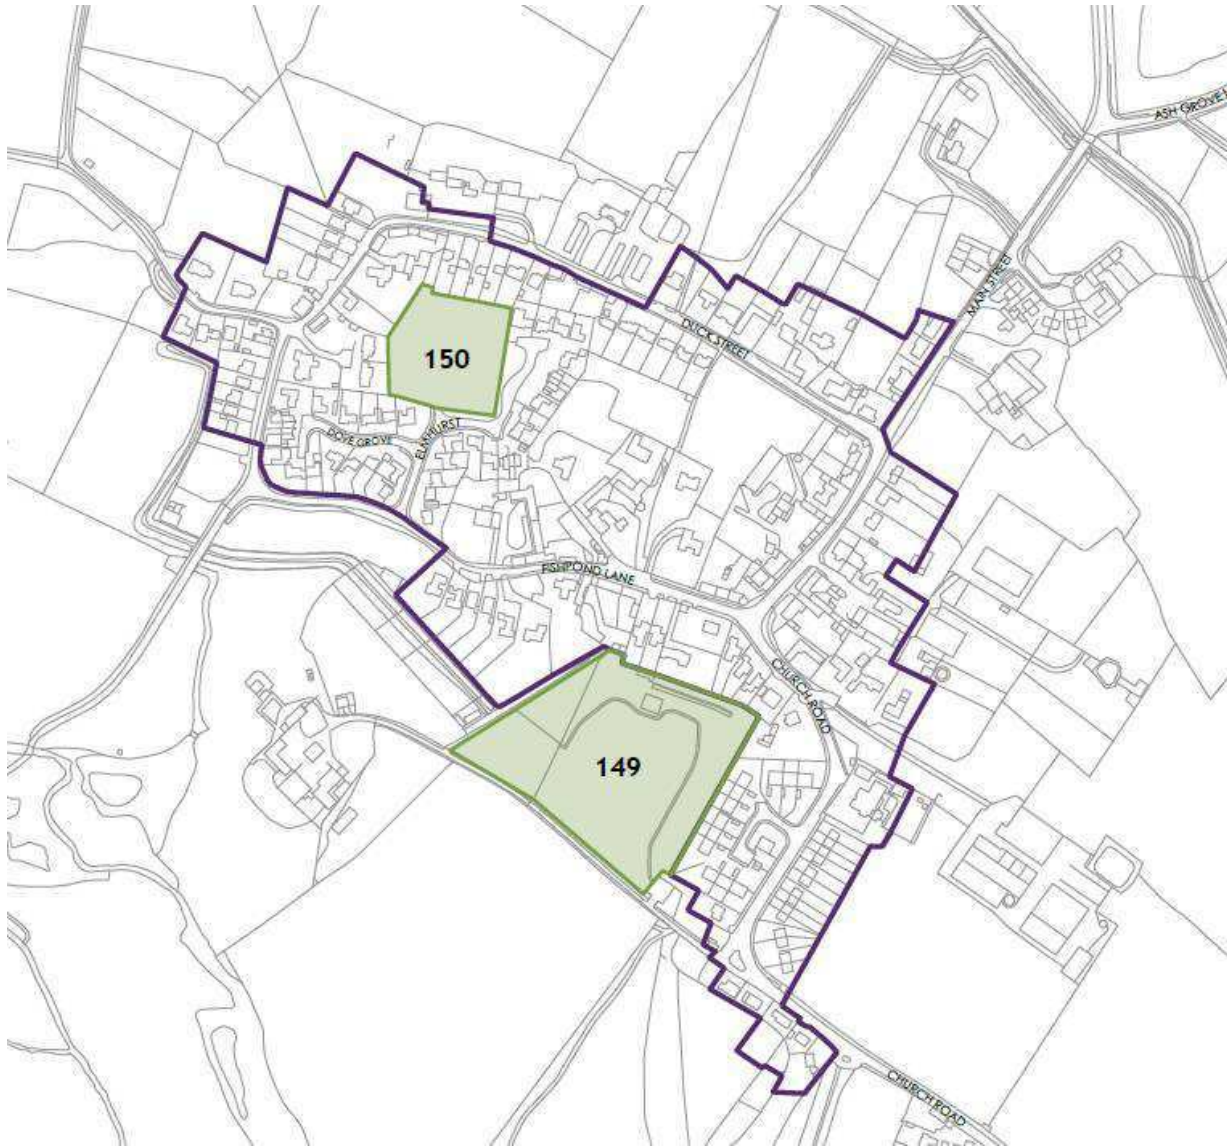 ASH GROVE
MAIN STREET
DUCK STREET
150
DOVE GROVE
ELMHURST
FISHPOND LANE
CHURCH ROAD
149
CHURCH ROAD